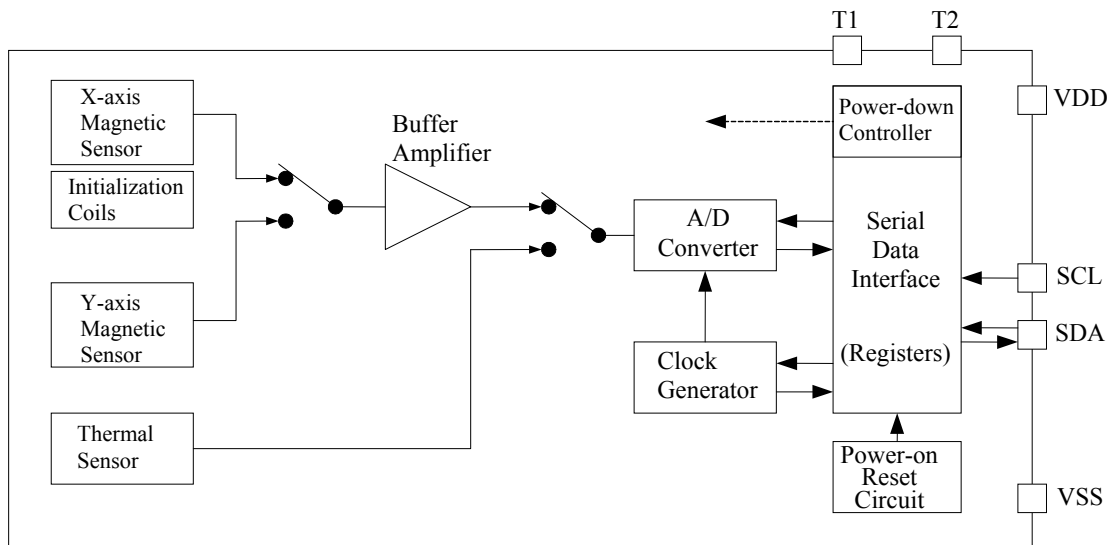 T1
T2
VDD
X-axis
Magnetic
Sensor
Initialization
Coils
Buffer
Amplifier
Power-down
Controller
A/D
Converter
Serial
Data
Interface
(Registers)
SCL
SDA
Y-axis
Magnetic
Sensor
Clock
Generator
Thermal
Sensor
Power-on
Reset
Circuit
VSS